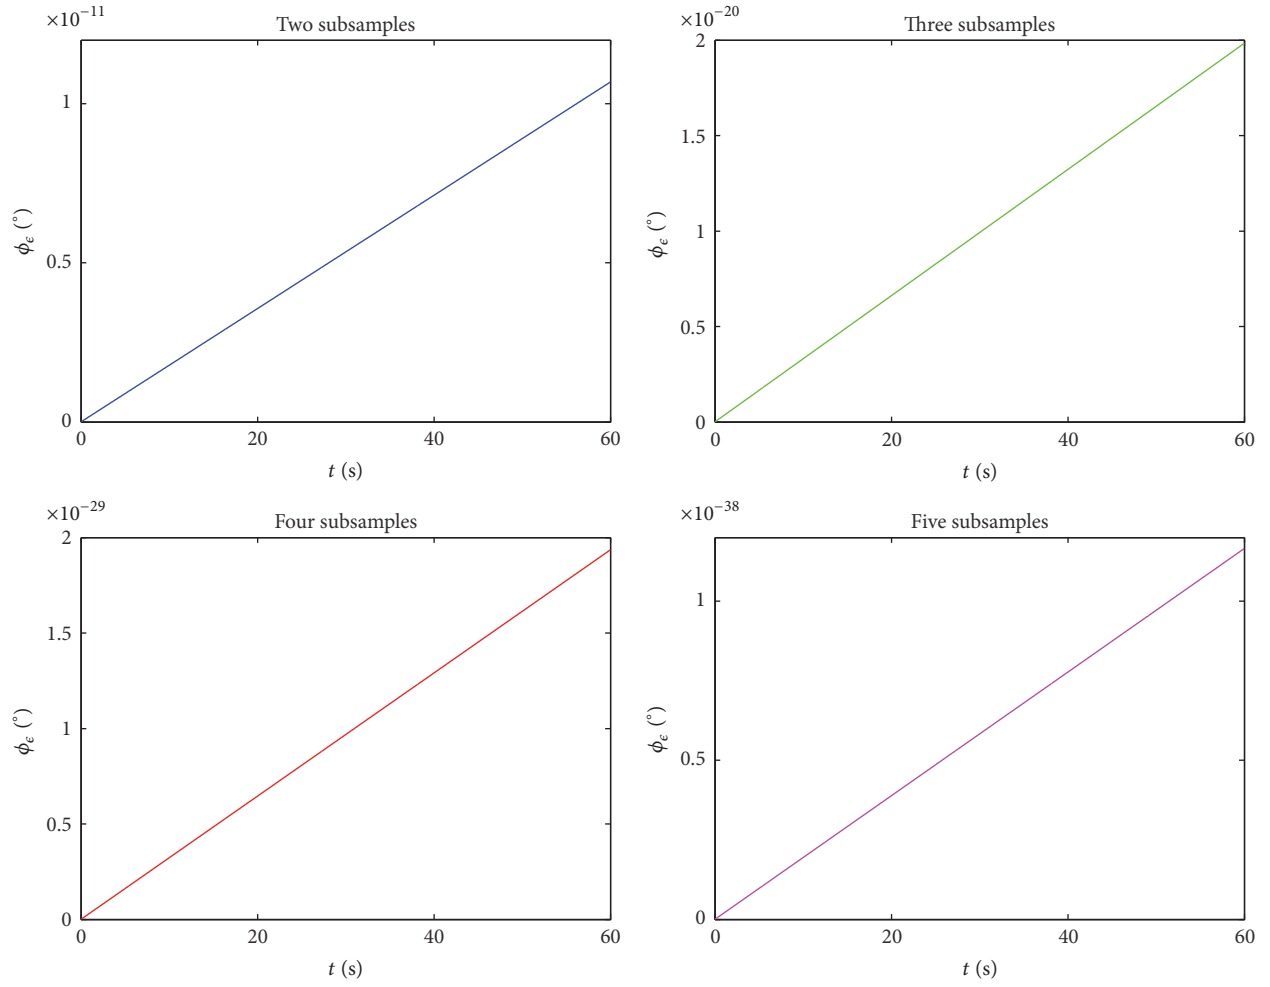 ×10⁻¹¹
Two subsamples
1
0.5
0
0 20 40 60
ϕ_ϵ (°)
t (s)
×10⁻²⁰
Three subsamples
2
1.5
1
0.5
0
0 20 40 60
ϕ_ϵ (°)
t (s)
×10⁻²⁹
Four subsamples
2
1.5
1
0.5
0
0 20 40 60
ϕ_ϵ (°)
t (s)
×10⁻³⁸
Five subsamples
1
0.5
0
0 20 40 60
ϕ_ϵ (°)
t (s)